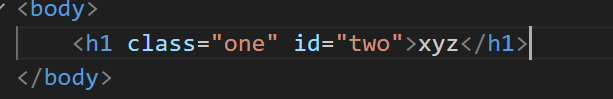 <body>
<h1 class="one" id="two">xyz</h1>
</body>